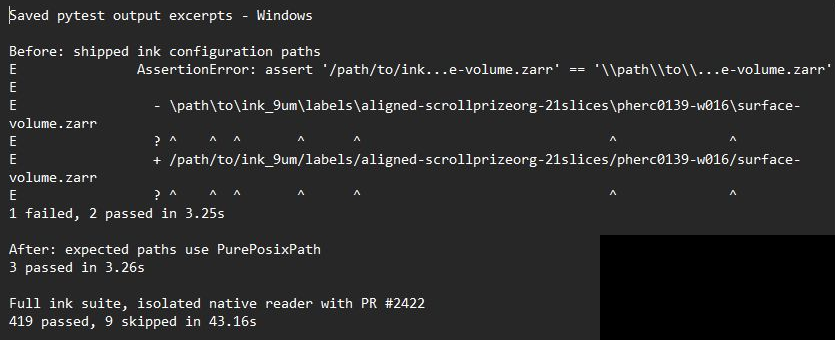 Saved pytest output excerpts - Windows
Before: shipped ink configuration paths
E              AssertionError: assert '/path/to/ink...e-volume.zarr' == '\\path\\to\\...e-volume.zarr'
E
E                - \path\to\ink_9um\labels\aligned-scrollprizeorg-21slices\pherc0139-w016\surface-
volume.zarr
E                ? ^    ^  ^       ^      ^                              ^              ^
E                + /path/to/ink_9um/labels/aligned-scrollprizeorg-21slices/pherc0139-w016/surface-
volume.zarr
E                ? ^    ^  ^       ^      ^                              ^              ^
1 failed, 2 passed in 3.25s
After: expected paths use PurePosixPath
3 passed in 3.26s
Full ink suite, isolated native reader with PR #2422
419 passed, 9 skipped in 43.16s